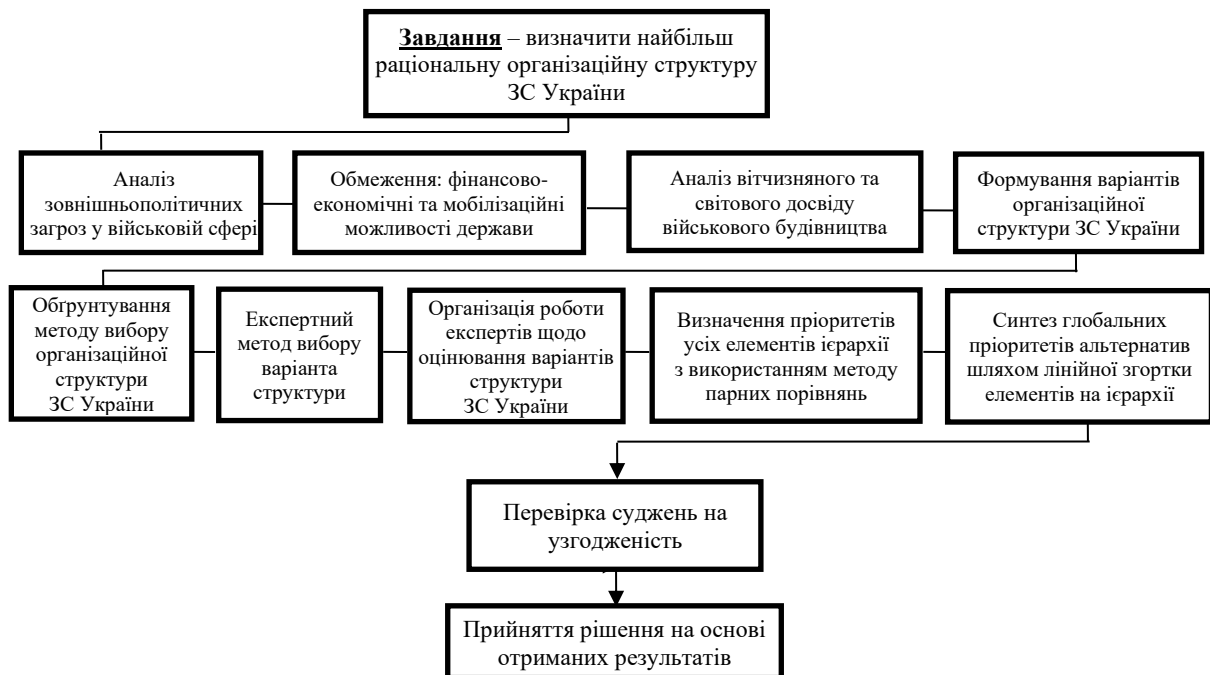 Завдання – визначити найбільш
раціональну організаційну структуру
ЗС України
Аналіз
зовнішньополітичних
загроз у військовій сфері
Обмеження: фінансово-
економічні та мобілізаційні
можливості держави
Аналіз вітчизняного та
світового досвіду
військового будівництва
Формування варіантів
організаційної
структури ЗС України
Обґрунтування
методу вибору
організаційної
структури
ЗС України
Експертний
метод вибору
варіанта
структури
Організація роботи
експертів щодо
оцінювання варіантів
структури
ЗС України
Визначення пріоритетів
усіх елементів ієрархії
з використанням методу
парних порівнянь
Синтез глобальних
пріоритетів альтернатив
шляхом лінійної згортки
елементів на ієрархії
Перевірка суджень на
узгодженість
Прийняття рішення на основі
отриманих результатів